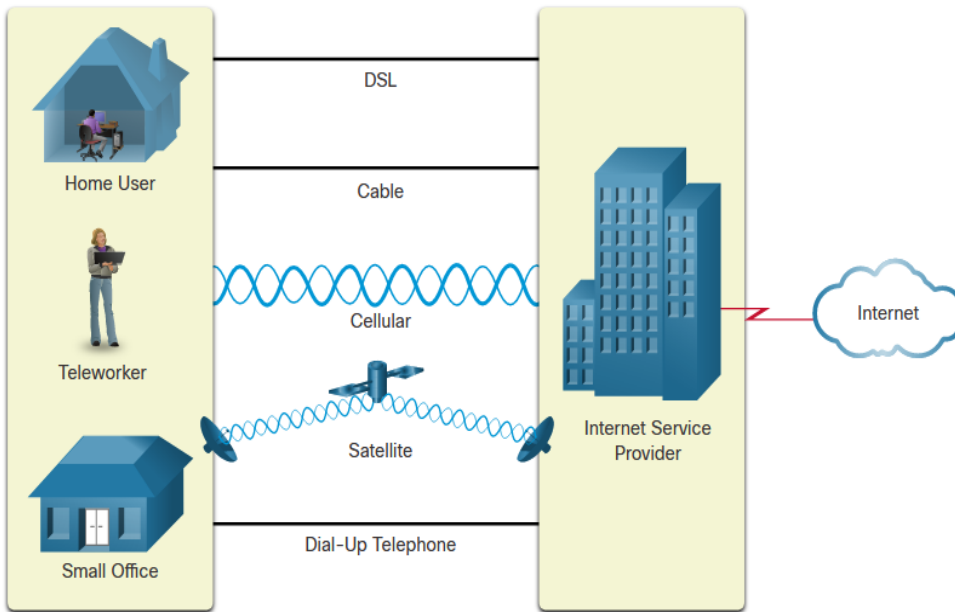 DSL
Home User
Cable
Cellular
Internet
Teleworker
Satellite
Internet Service
Provider
Dial-Up Telephone
Small Office